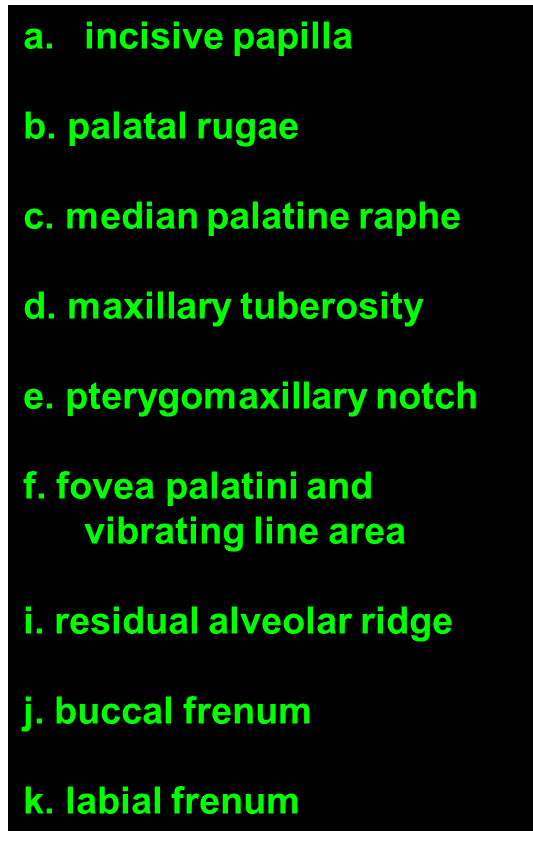 a. incisive papilla
b. palatal rugae
c. median palatine raphe
d. maxillary tuberosity
e. pterygomaxillary notch
f. fovea palatini and
vibrating line area
i. residual alveolar ridge
j. buccal frenum
k. labial frenum